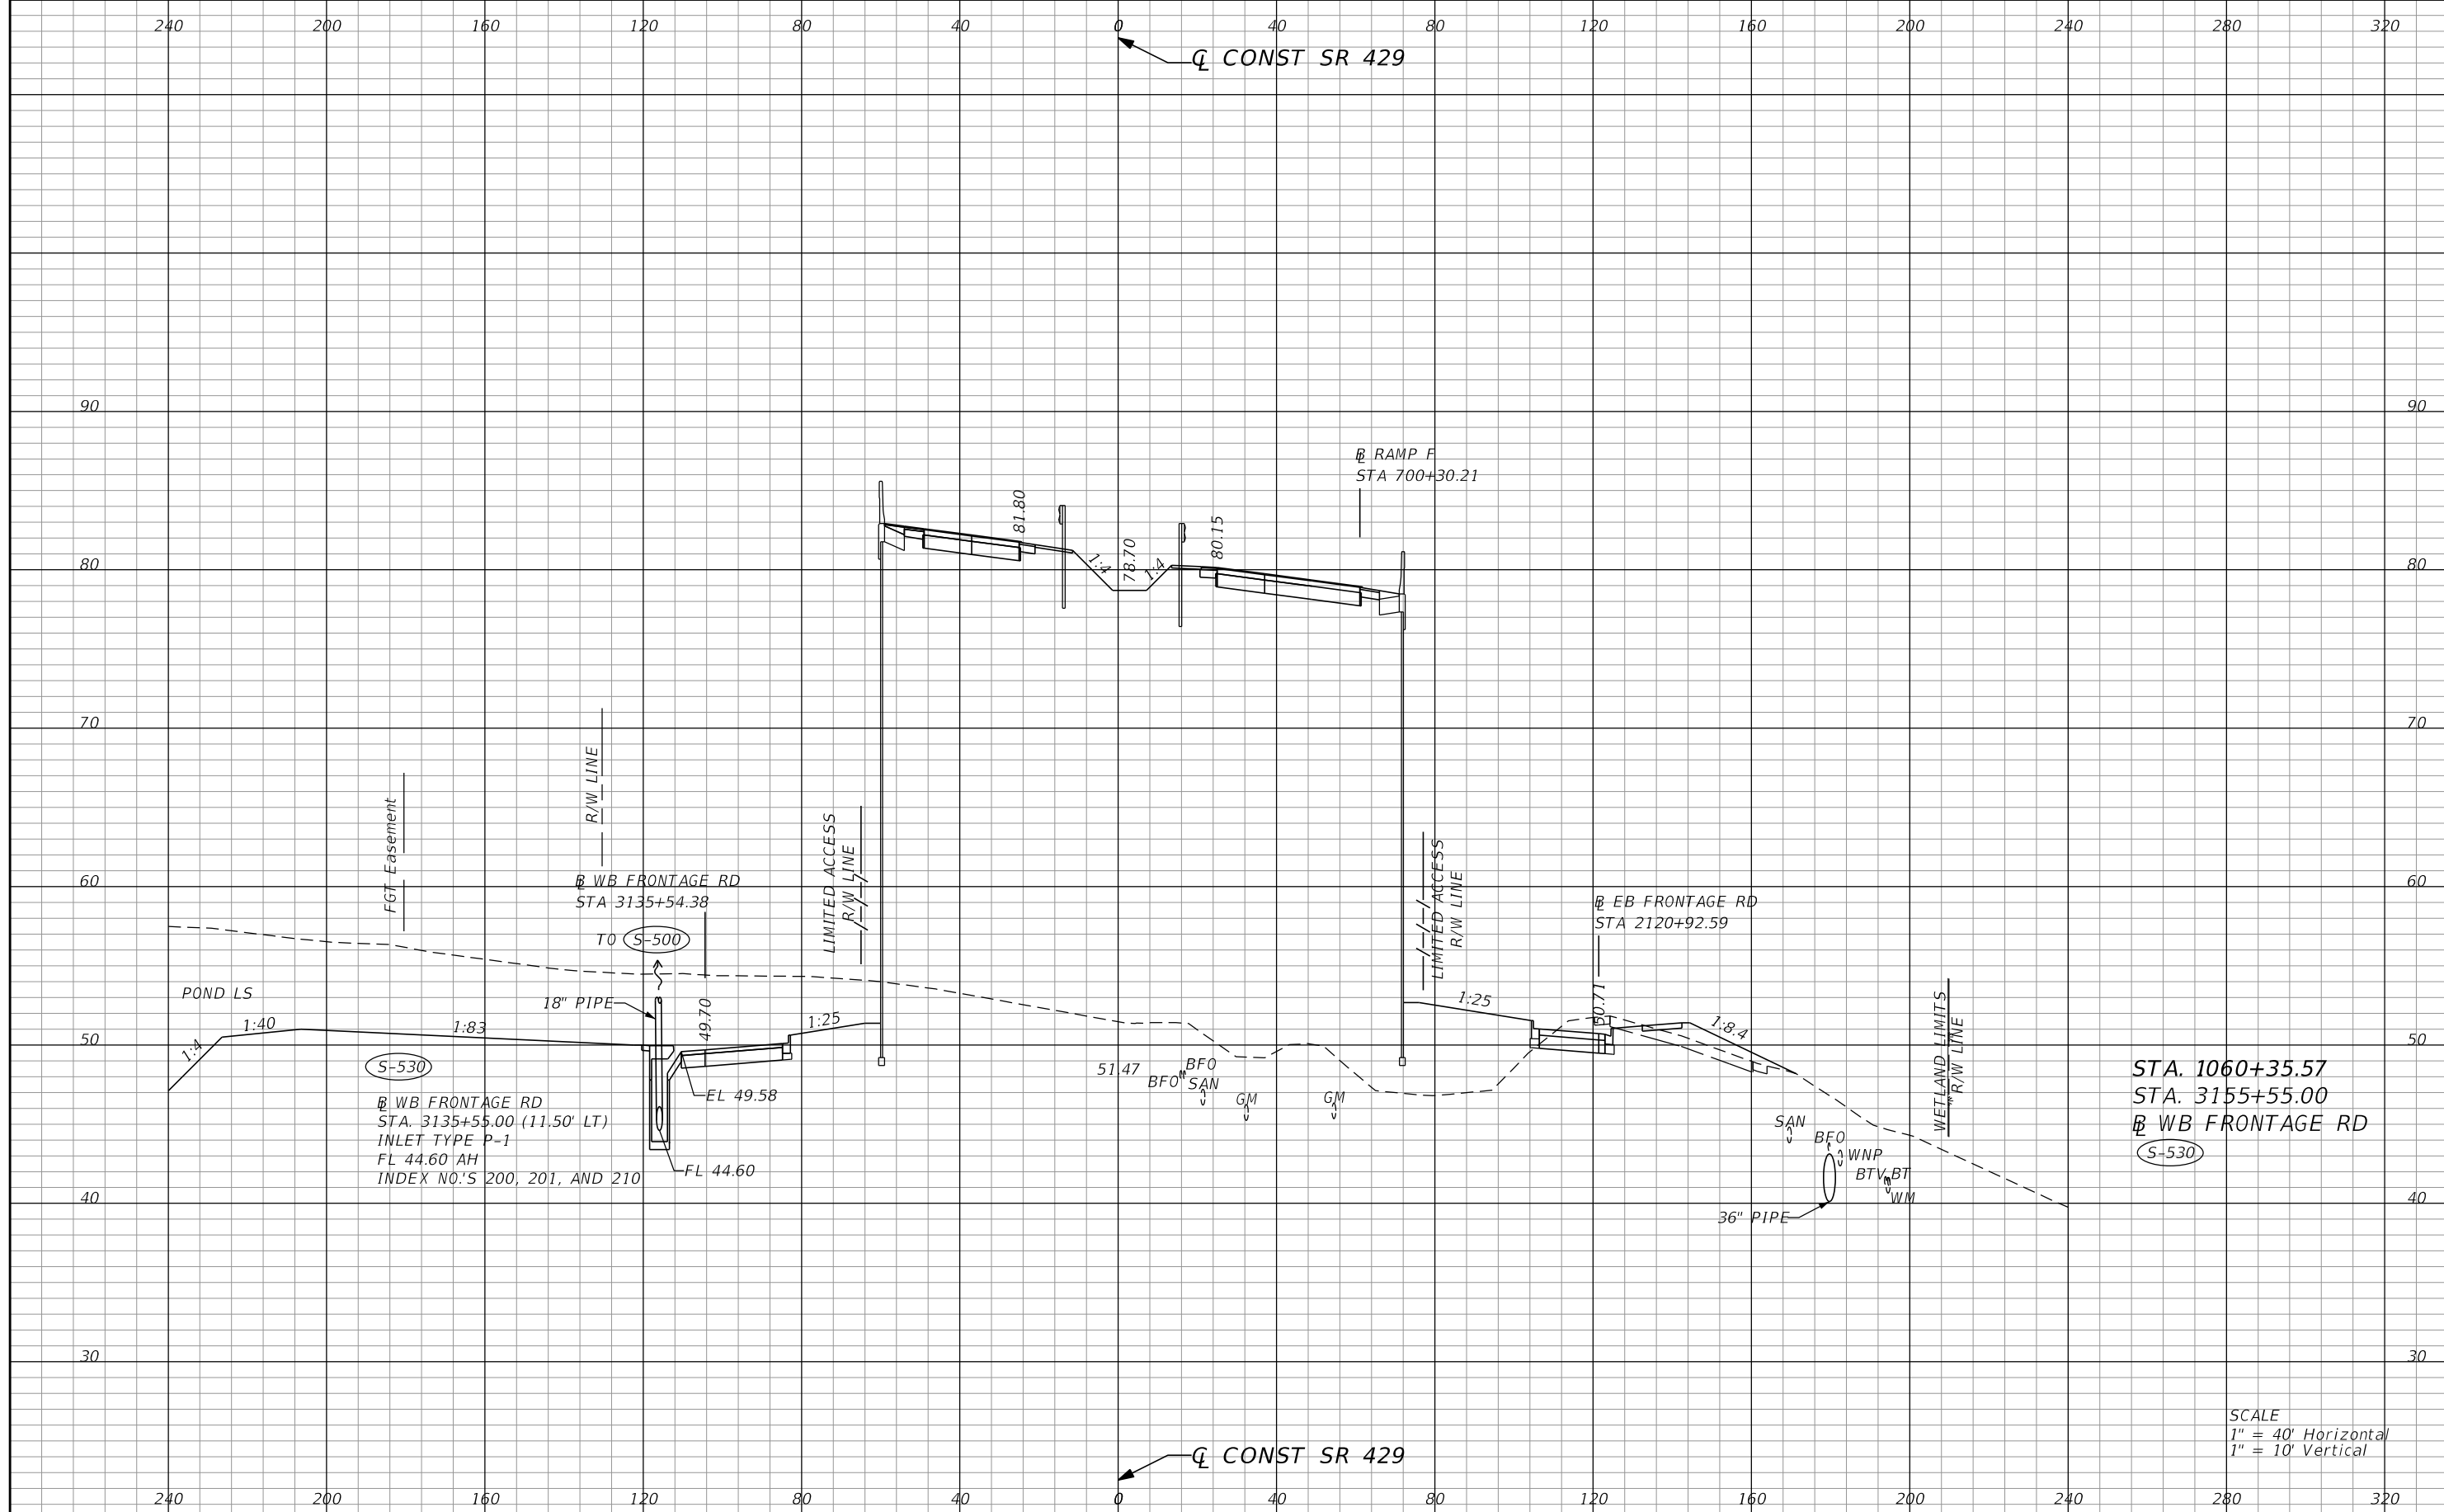 240 200 160 120 80 40 0 40 80 120 160 200 240 280 320
℄ CONST SR 429
90 90
℄ RAMP F
STA 700+30.21
81.80
80.15
78.70
1:4
1:4
80 80
70 70
R/W LINE
FGT Easement
LIMITED ACCESS
R/W LINE
LIMITED ACCESS
R/W LINE
60 60
BL WB FRONTAGE RD
STA 3135+54.38
TO S-500
BL EB FRONTAGE RD
STA 2120+92.59
POND LS
18" PIPE
49.70
50.71
1:4
1:40
1:83
1:25
1:25
1:8.4
WETLAND LIMITS
R/W LINE
50 50
S-530
BL WB FRONTAGE RD
STA. 3135+55.00 (11.50' LT)
INLET TYPE P-1
FL 44.60 AH
INDEX NO.'S 200, 201, AND 210
EL 49.58
FL 44.60
51.47
BFO
BFO
SAN
GM
GM
SAN
BFO
WNP
BTV
BT
WM
36" PIPE
STA. 1060+35.57
STA. 3155+55.00
BL WB FRONTAGE RD
S-530
40 40
30 30
SCALE
1" = 40' Horizontal
1" = 10' Vertical
℄ CONST SR 429
240 200 160 120 80 40 0 40 80 120 160 200 240 280 320